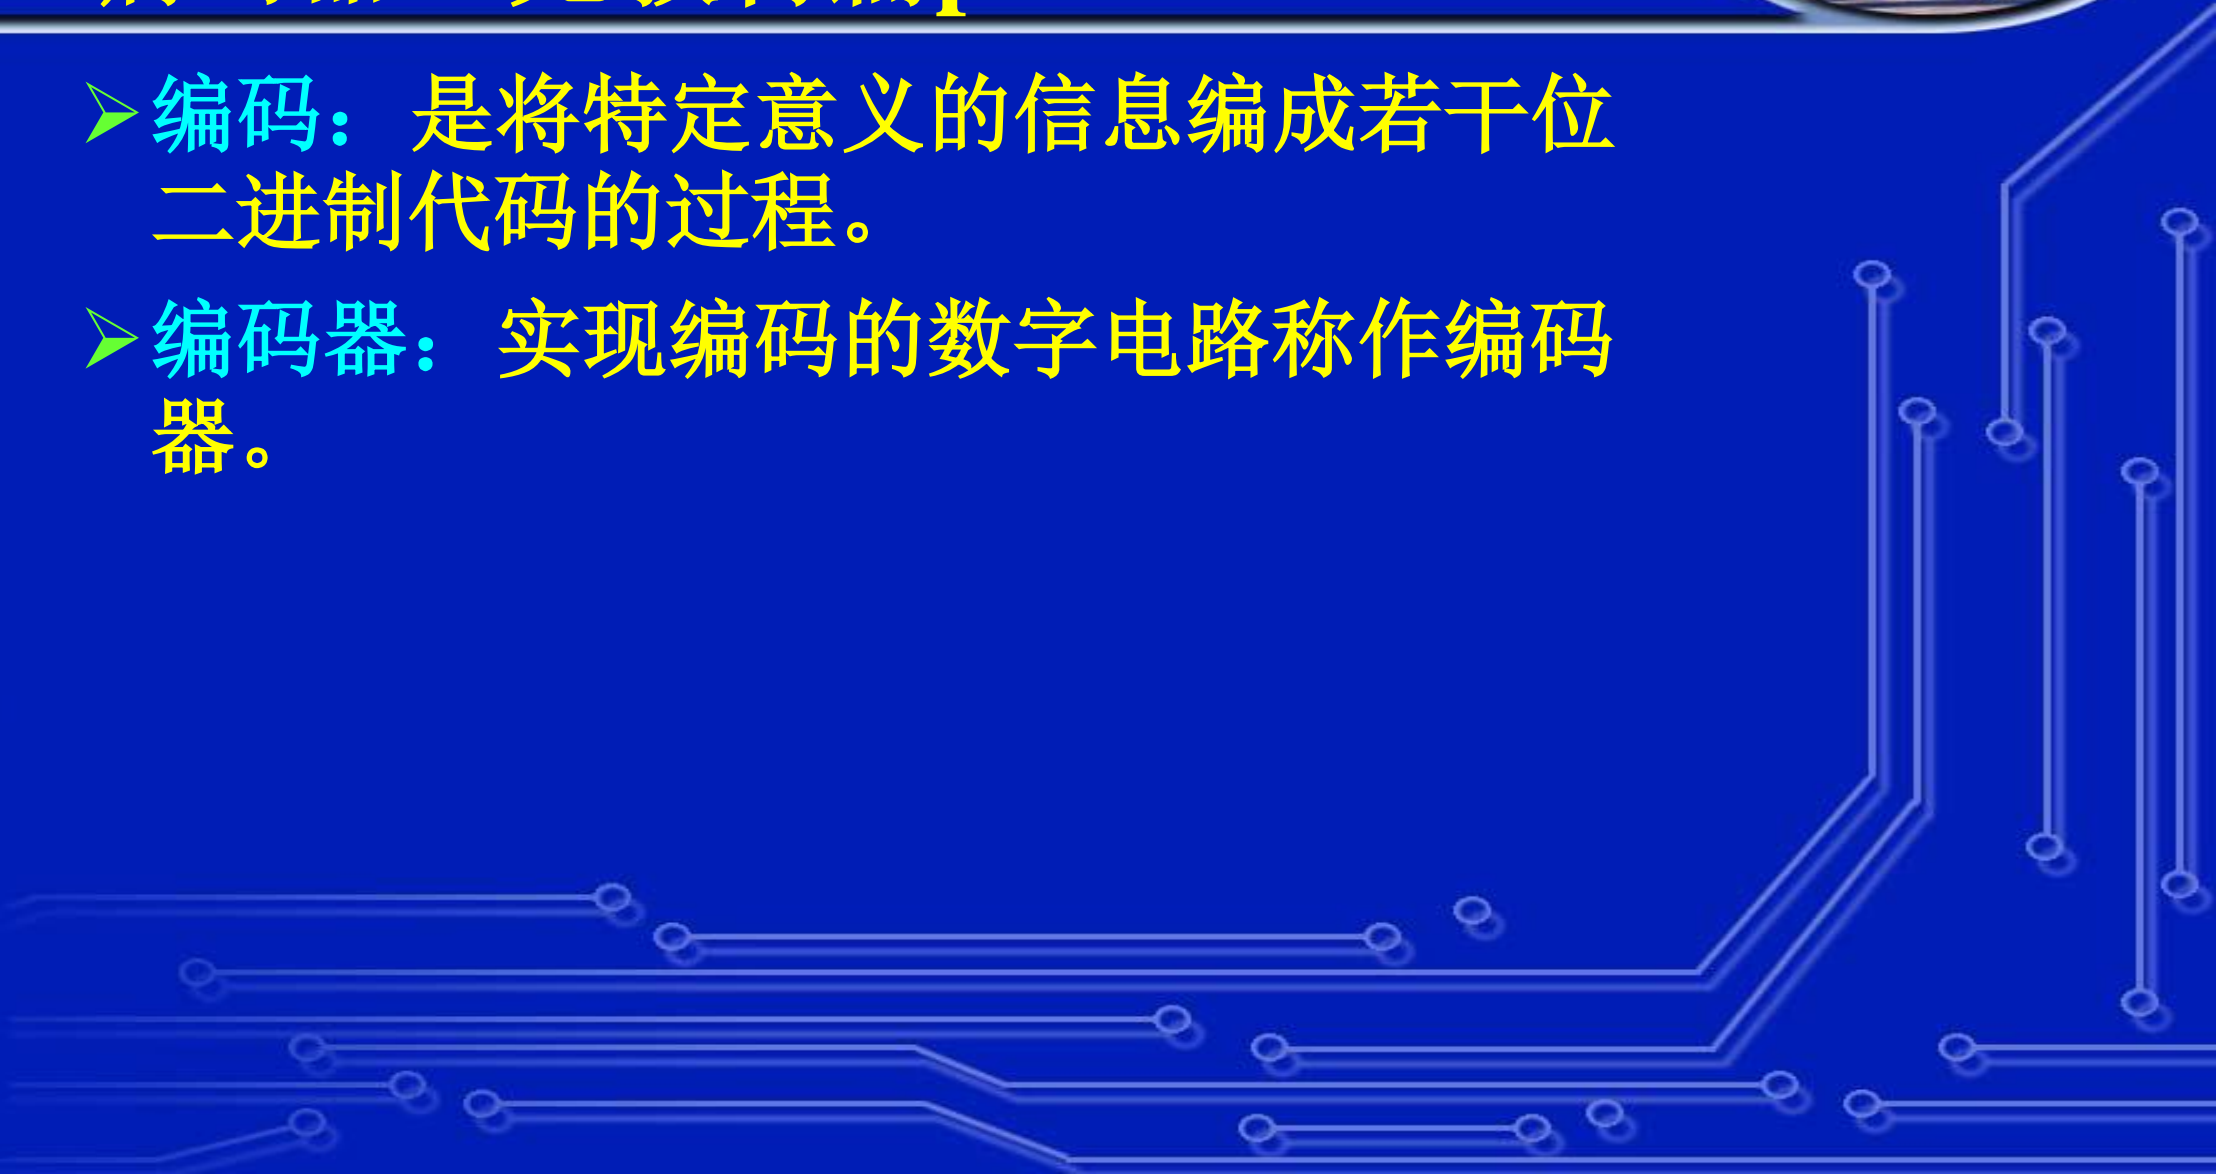 编码：是将特定意义的信息编成若干位
二进制代码的过程。
编码器：实现编码的数字电路称作编码
器。